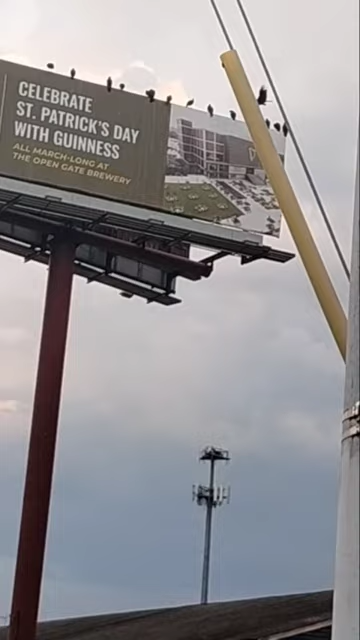 CELEBRATE
ST. PATRICK'S DAY
WITH GUINNESS
ALL MARCH-LONG AT
THE OPEN GATE BREWERY